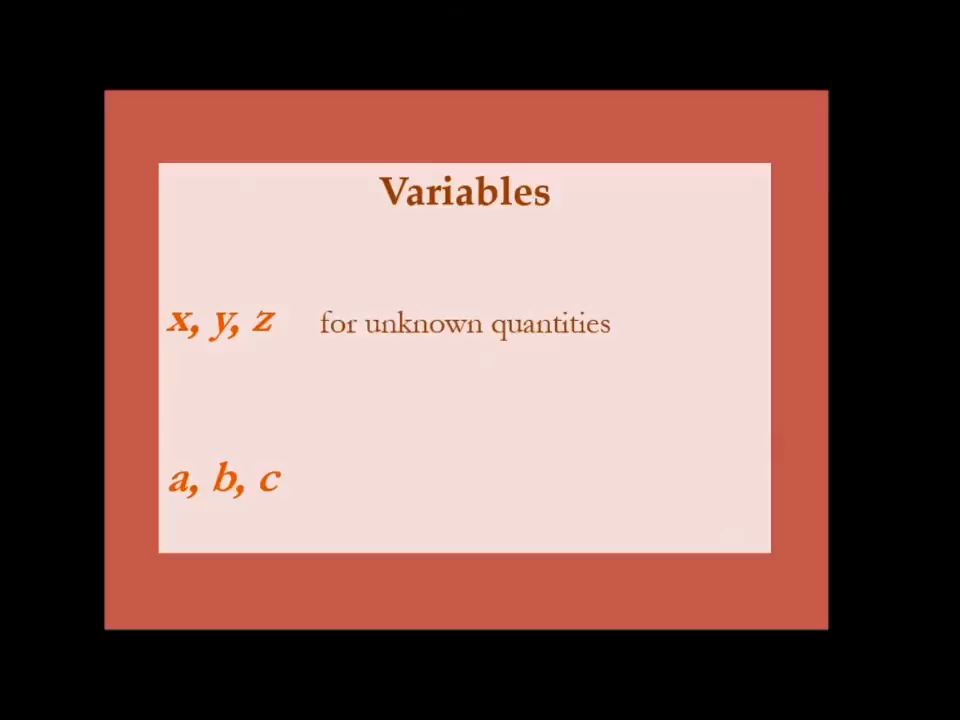 Variables
x, y, z for unknown quantities
a, b, c